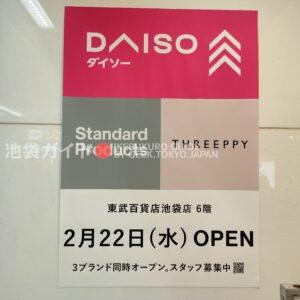 DAISO
ダイソー
Standard
Products
THREEPPY
池袋ガイド
IKEBUKURO GUIDE
BY GEEK,TOKYO,JAPAN
東武百貨店池袋店 6階
2月22日(水) OPEN
3ブランド同時オープン。スタッフ募集中